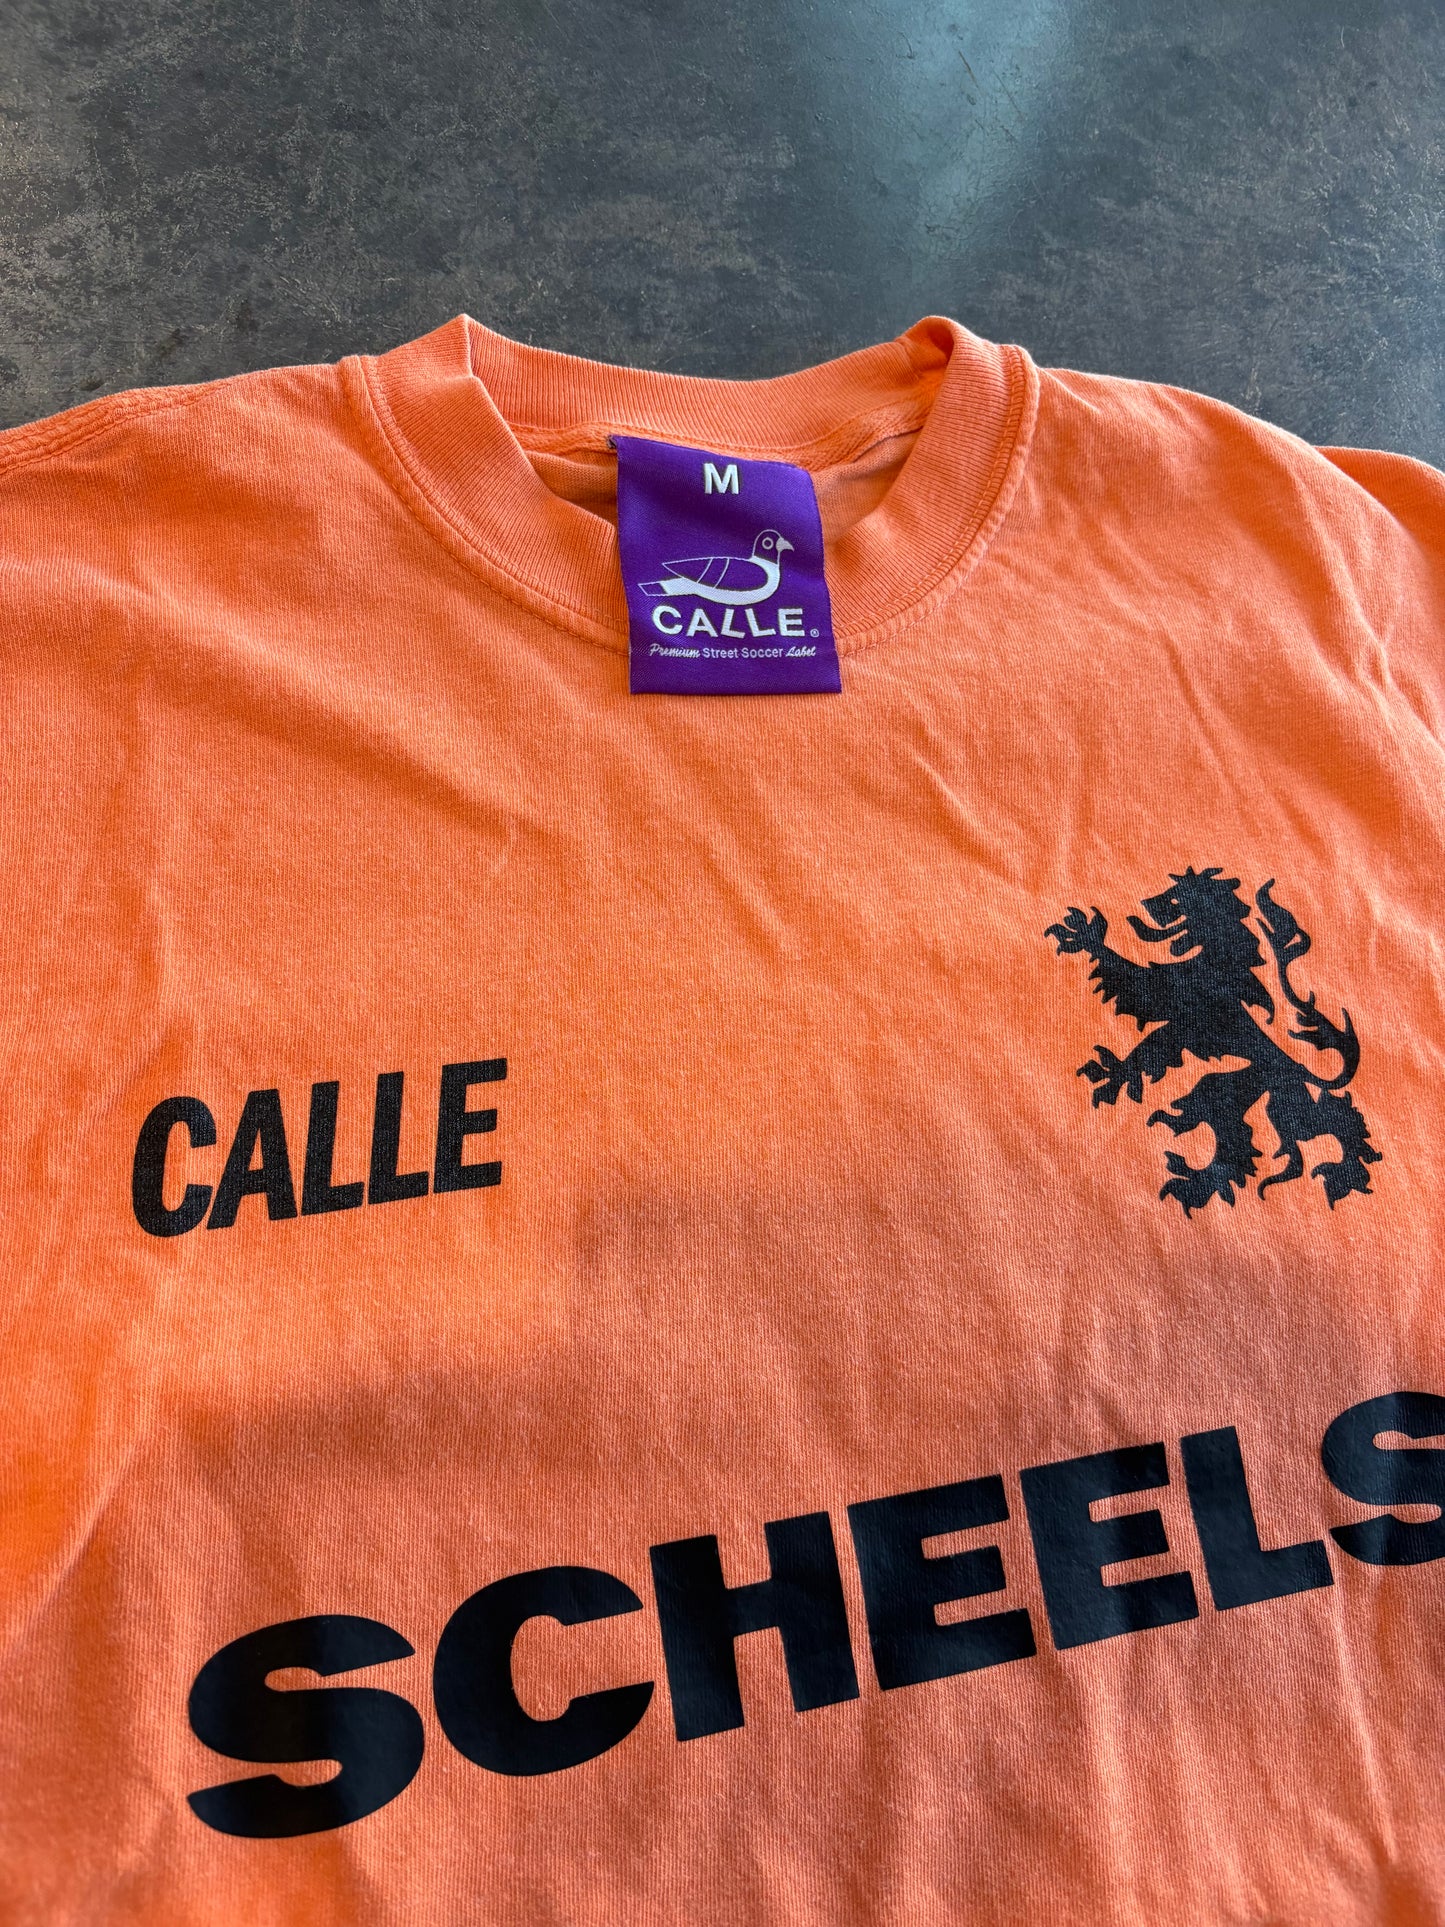 M
CALLE®
Premium Street Soccer Label
CALLE
SCHEELS